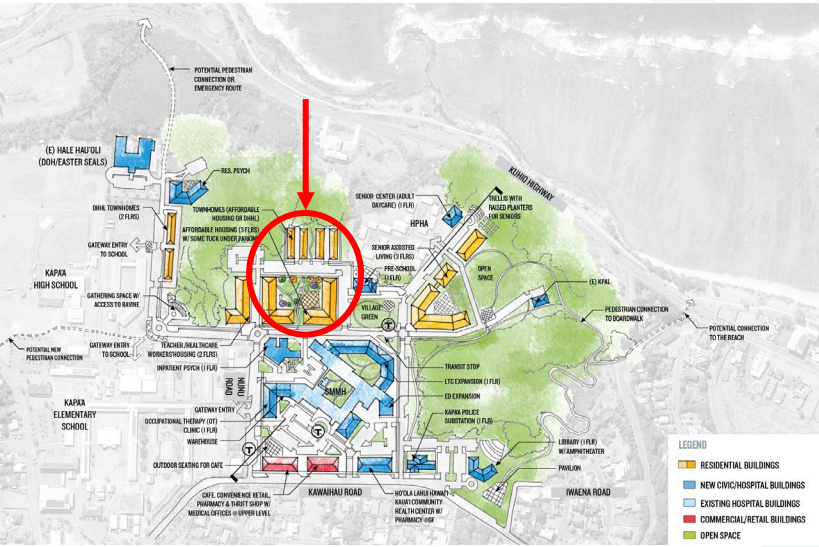 POTENTIAL PEDESTRIAN
CONNECTION OR
EMERGENCY ROUTE
(E) HALE HAU'OLI
(DOH/EASTER SEALS)
RES. PSYCH
DHHL TOWNHOMES
(2 FLRS)
TOWNHOMES (AFFORDABLE
HOUSING OR DHHL)
AFFORDABLE HOUSING (3 FLRS)
W/ SOME TUCK UNDER PARKING
GATEWAY ENTRY
TO SCHOOL
KAPAA
HIGH SCHOOL
GATHERING SPACE W/
ACCESS TO RAVINE
SENIOR CENTER (ADULT
DAYCARE) (1 FLR)
HPHA
KUHIO HIGHWAY
TRELLIS WITH
RAISED PLANTERS
FOR SENIORS
SENIOR ASSISTED
LIVING (3 FLRS)
PRE-SCHOOL
(1 FLR)
OPEN
SPACE
(E) KPAL
VILLAGE
GREEN
T
PEDESTRIAN CONNECTION
TO BOARDWALK
POTENTIAL CONNECTION
TO THE BEACH
POTENTIAL NEW
PEDESTRIAN CONNECTION
GATEWAY ENTRY
TO SCHOOL
TEACHER/HEALTHCARE
WORKERS HOUSING (2 FLRS)
INPATIENT PSYCH (1 FLR)
NUNU
ROAD
KAPAA
ELEMENTARY
SCHOOL
GATEWAY ENTRY
OCCUPATIONAL THERAPY (OT)
CLINIC (1 FLR)
WAREHOUSE
OUTDOOR SEATING FOR CAFE
SMMH
T
T
TRANSIT STOP
LTC EXPANSION (1 FLR)
ED EXPANSION
KAPAA POLICE
SUBSTATION (1 FLR)
LIBRARY (1 FLR)
W/ AMPHITHEATER
PAVILION
CAFE, CONVENIENCE RETAIL,
PHARMACY & THRIFT SHOP W/
MEDICAL OFFICES @ UPPER LEVEL
KAWAIHAU ROAD
HO'OLA LAHUI HAWAI'I
KAUA'I COMMUNITY
HEALTH CENTER W/
PHARMACY @GF
IWAENA ROAD
LEGEND
RESIDENTIAL BUILDINGS
NEW CIVIC/HOSPITAL BUILDINGS
EXISTING HOSPITAL BUILDINGS
COMMERCIAL/RETAIL BUILDINGS
OPEN SPACE